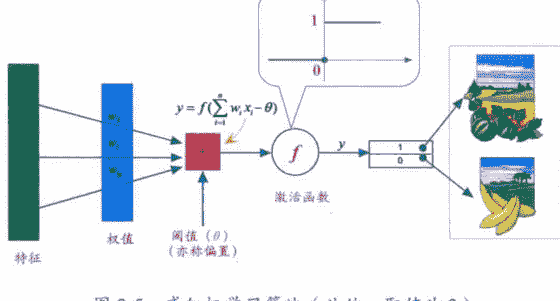 1
0
y = f(∑ᵢ₌₁ⁿ wᵢxᵢ − θ)
f
y
1
0
激活函数
权值
阈值（θ）
（亦称偏置）
特征